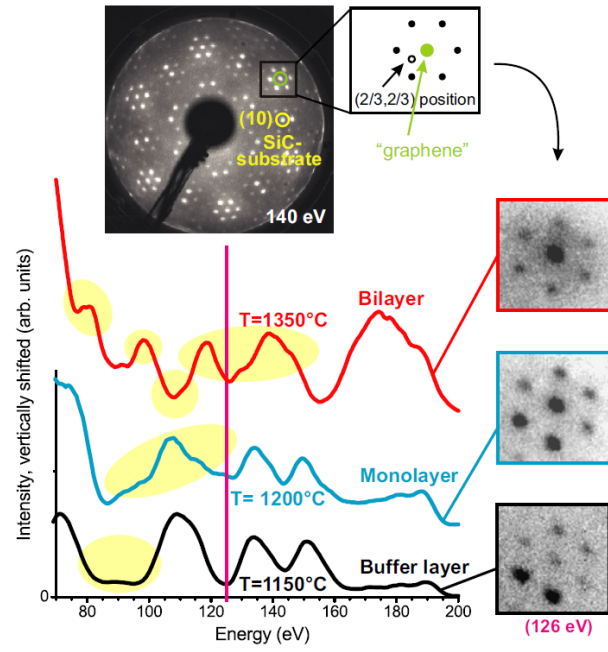 (2/3,2/3) position
(10)
SiC-
substrate
"graphene"
140 eV
Intensity, vertically shifted (arb. units)
T=1350°C
Bilayer
T= 1200°C
Monolayer
T=1150°C
Buffer layer
0
80
100
120
140
160
180
200
Energy (eV)
(126 eV)